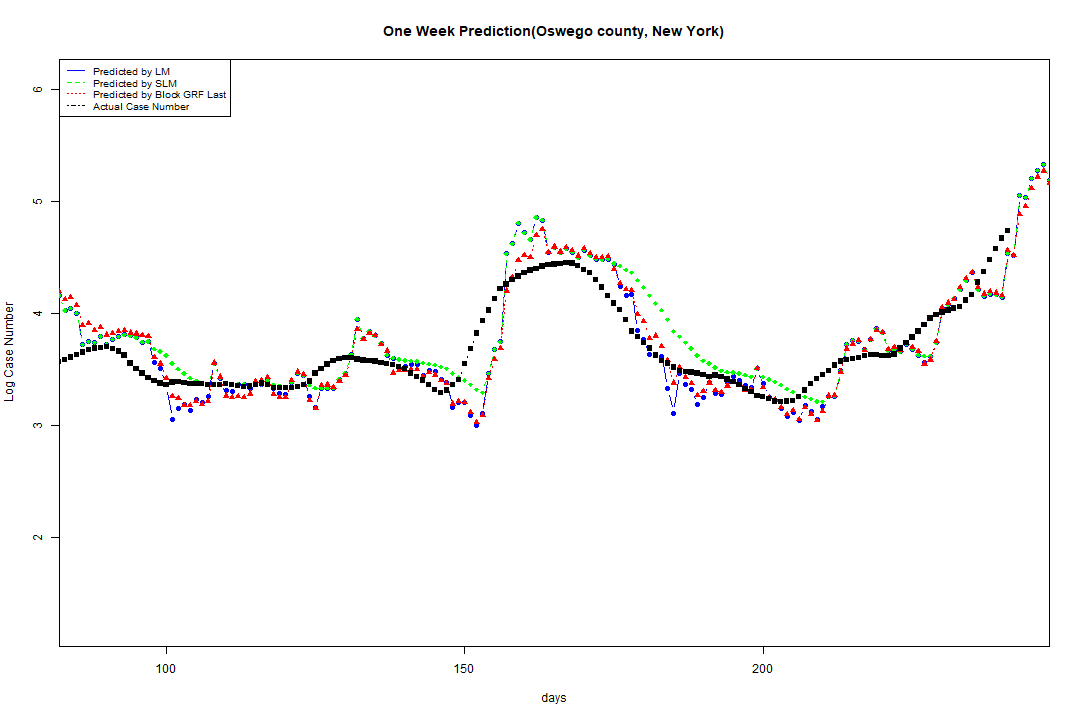 One Week Prediction(Oswego county, New York)
Predicted by LM
Predicted by SLM
Predicted by Block GRF Last
Actual Case Number
6
5
4
3
2
Log Case Number
100 150 200
days